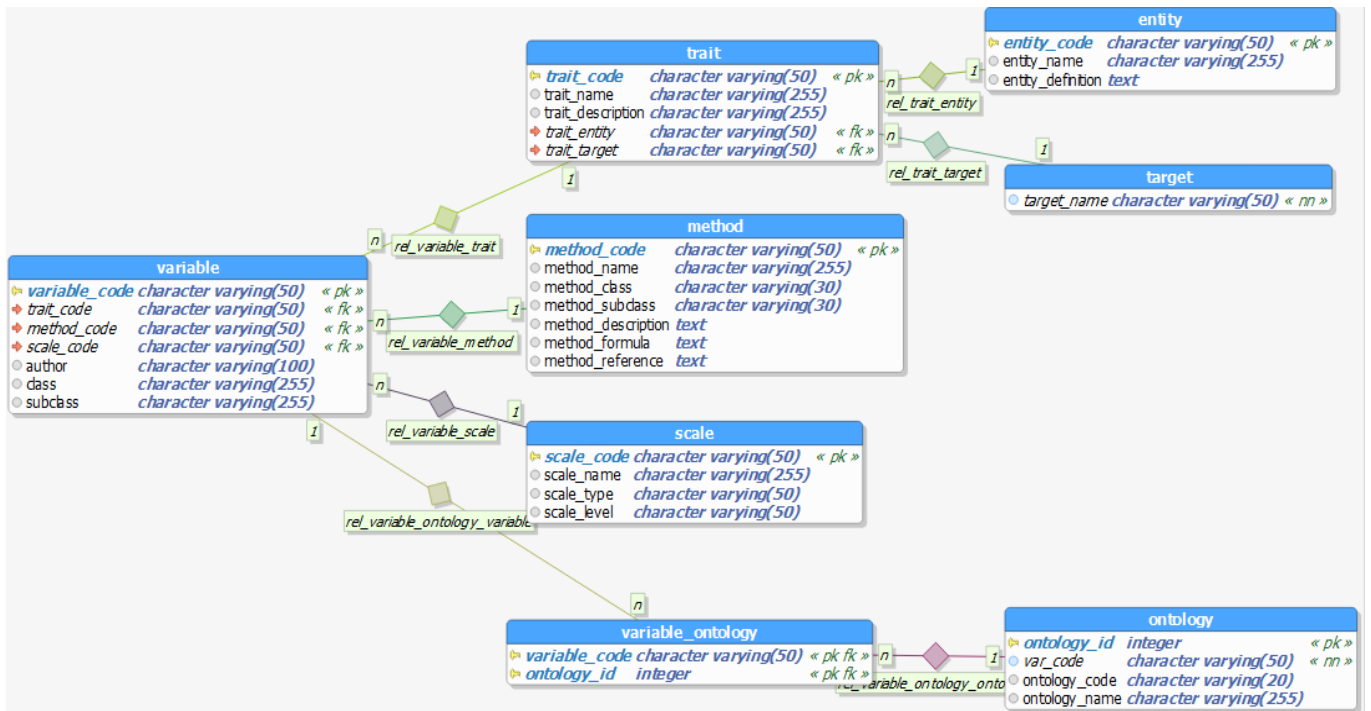 entity
entity_code character varying(50) « pk »
entity_name character varying(255)
entity_definition text
trait
trait_code character varying(50) « pk »
trait_name character varying(255)
trait_description character varying(255)
trait_entity character varying(50) « fk »
trait_target character varying(50) « fk »
n
1
rel_trait_entity
n
1
rel_trait_target
target
target_name character varying(50) « nn »
1
n
rel_variable_trait
method
method_code character varying(50) « pk »
method_name character varying(255)
method_class character varying(30)
method_subclass character varying(30)
method_description text
method_formula text
method_reference text
variable
variable_code character varying(50) « pk »
trait_code character varying(50) « fk »
method_code character varying(50) « fk »
scale_code character varying(50) « fk »
author character varying(100)
class character varying(255)
subclass character varying(255)
n
1
rel_variable_method
n
1
rel_variable_scale
scale
scale_code character varying(50) « pk »
scale_name character varying(255)
scale_type character varying(50)
scale_level character varying(50)
1
rel_variable_ontology_variable
n
variable_ontology
variable_code character varying(50) « pk fk »
ontology_id integer « pk fk »
n
1
rel_variable_ontology_onto
ontology
ontology_id integer « pk »
var_code character varying(50) « nn »
ontology_code character varying(20)
ontology_name character varying(255)